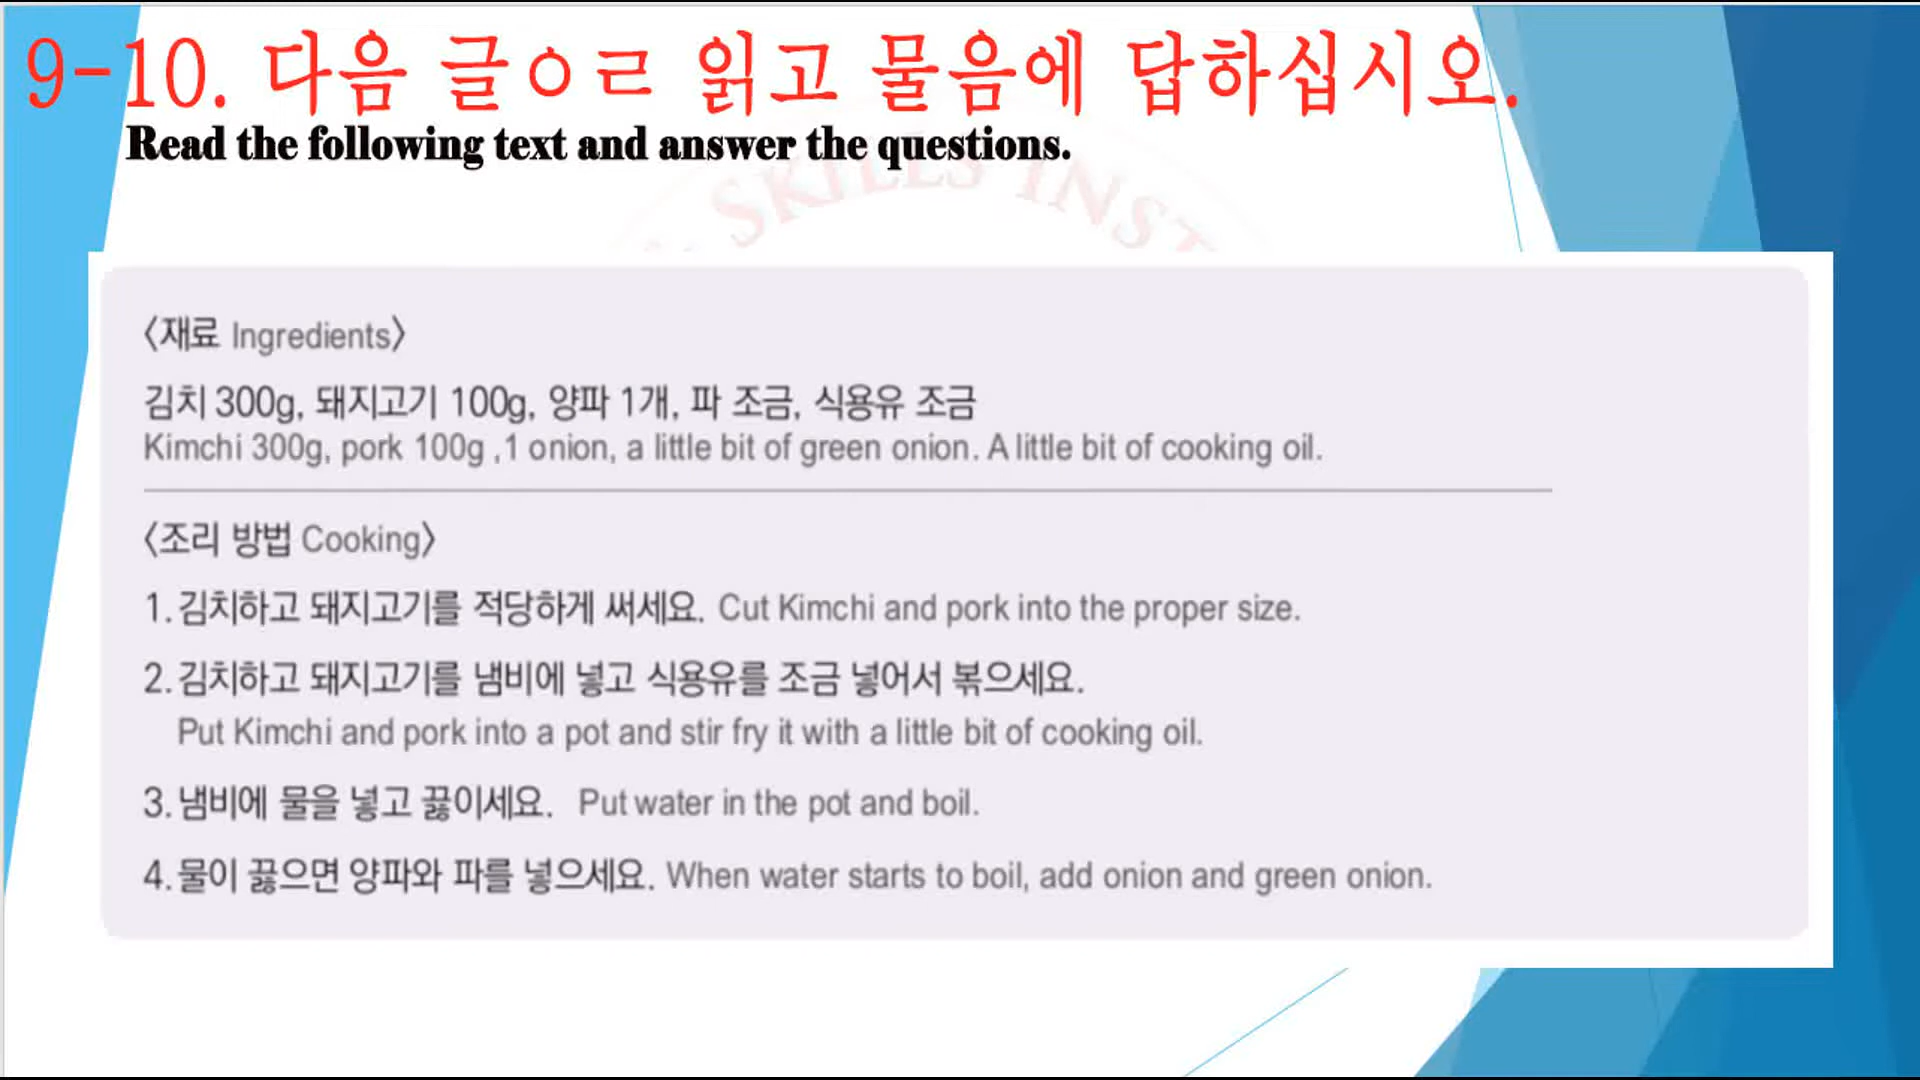 9-10. 다음 글ㅇㄹ 읽고 물음에 답하십시오.
Read the following text and answer the questions.
SKILLS INST
〈재료 Ingredients〉
김치 300g, 돼지고기 100g, 양파 1개, 파 조금, 식용유 조금
Kimchi 300g, pork 100g ,1 onion, a little bit of green onion. A little bit of cooking oil.
〈조리 방법 Cooking〉
1. 김치하고 돼지고기를 적당하게 써세요. Cut Kimchi and pork into the proper size.
2. 김치하고 돼지고기를 냄비에 넣고 식용유를 조금 넣어서 볶으세요.
Put Kimchi and pork into a pot and stir fry it with a little bit of cooking oil.
3. 냄비에 물을 넣고 끓이세요. Put water in the pot and boil.
4. 물이 끓으면 양파와 파를 넣으세요. When water starts to boil, add onion and green onion.